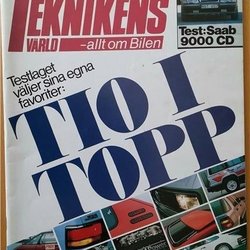 TEKNIKENS
VÄRLD
-allt om Bilen
Test: Saab
9000 CD
Testlaget
väljer sina egna
favoriter:
TIO I
TOPP